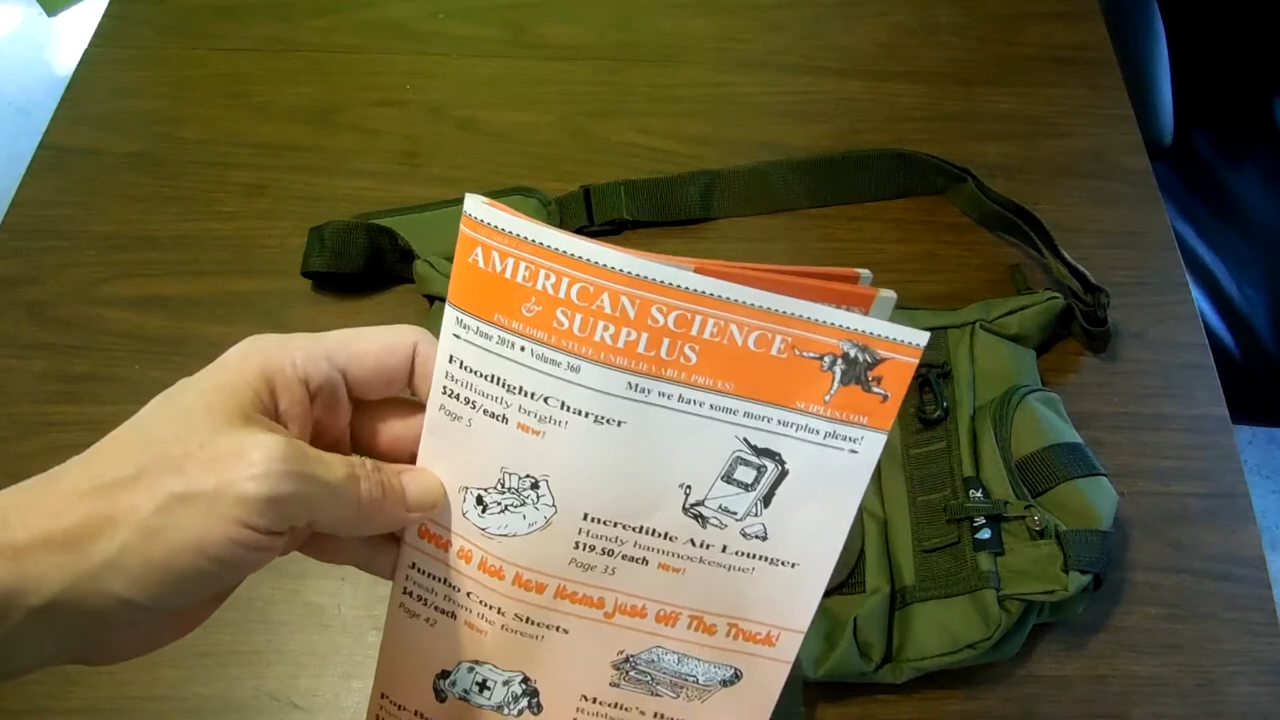 AMERICAN SCIENCE
& SURPLUS
INCREDIBLE STUFF, UNBELIEVABLE PRICES!
SCIPLUS.COM
May-June 2018 * Volume 360
May we have some more surplus please!
Floodlight/Charger
Brilliantly bright!
$24.95/each NEW!
Page 5
Incredible Air Lounger
Handy hammockesque!
$19.50/each NEW!
Page 35
Over 80 Hot New Items Just Off The Truck!
Jumbo Cork Sheets
Fresh from the forest!
$4.95/each NEW!
Page 42
Medic's